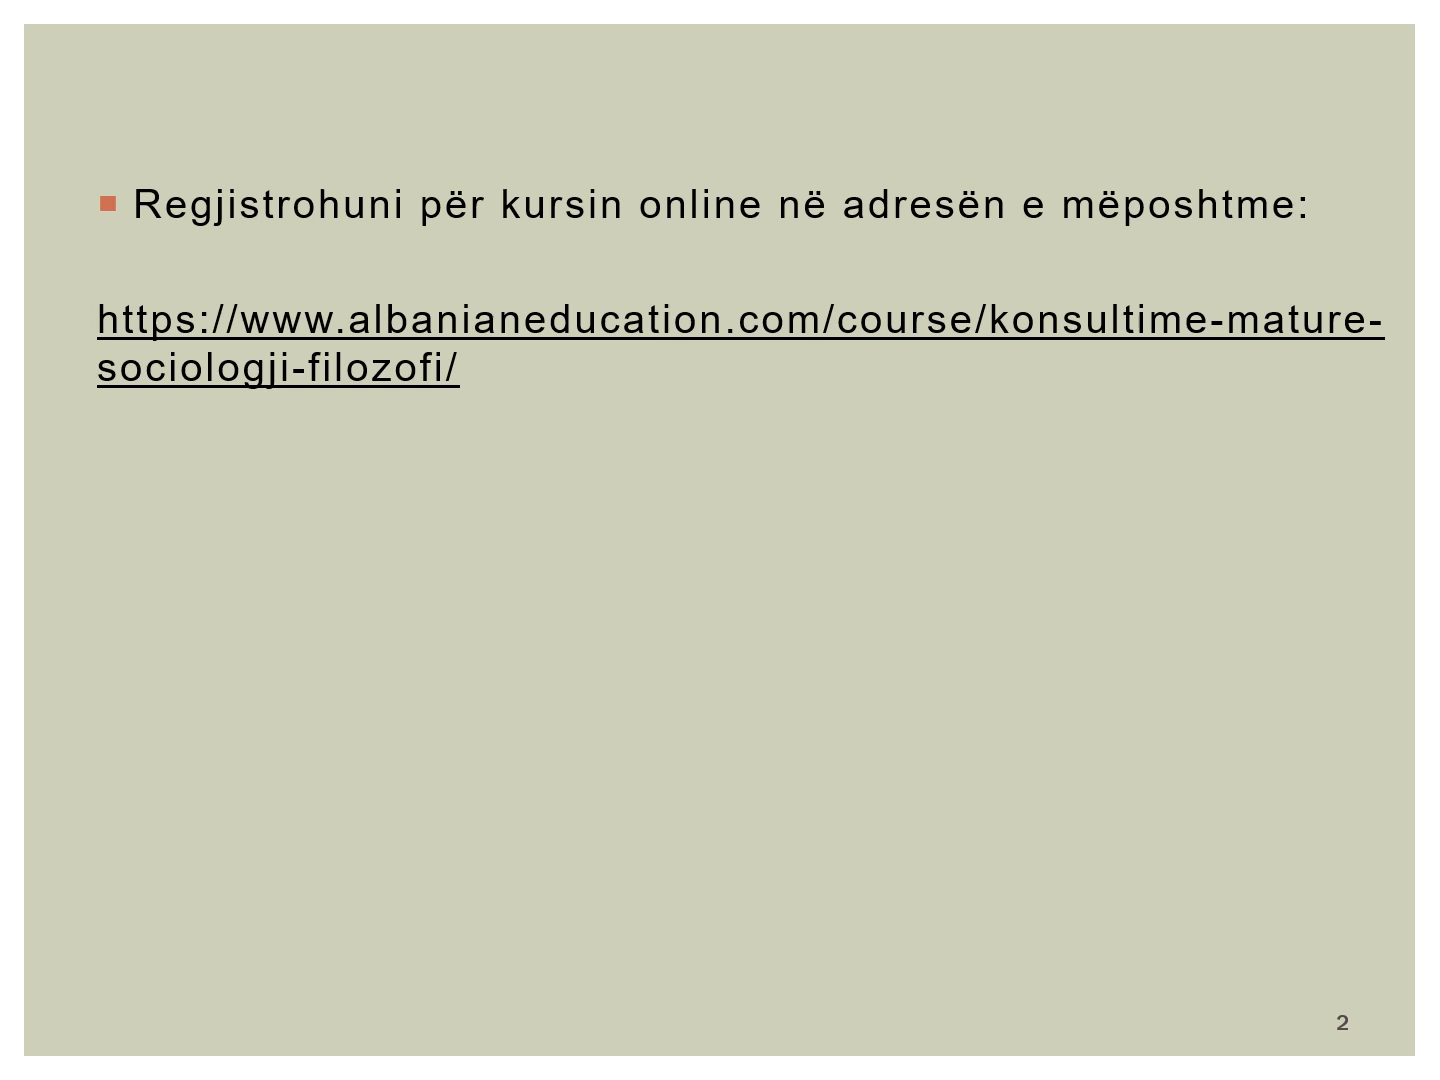 Regjistrohuni për kursin online në adresën e mëposhtme:
https://www.albanianeducation.com/course/konsultime-mature-
sociologji-filozofi/
2